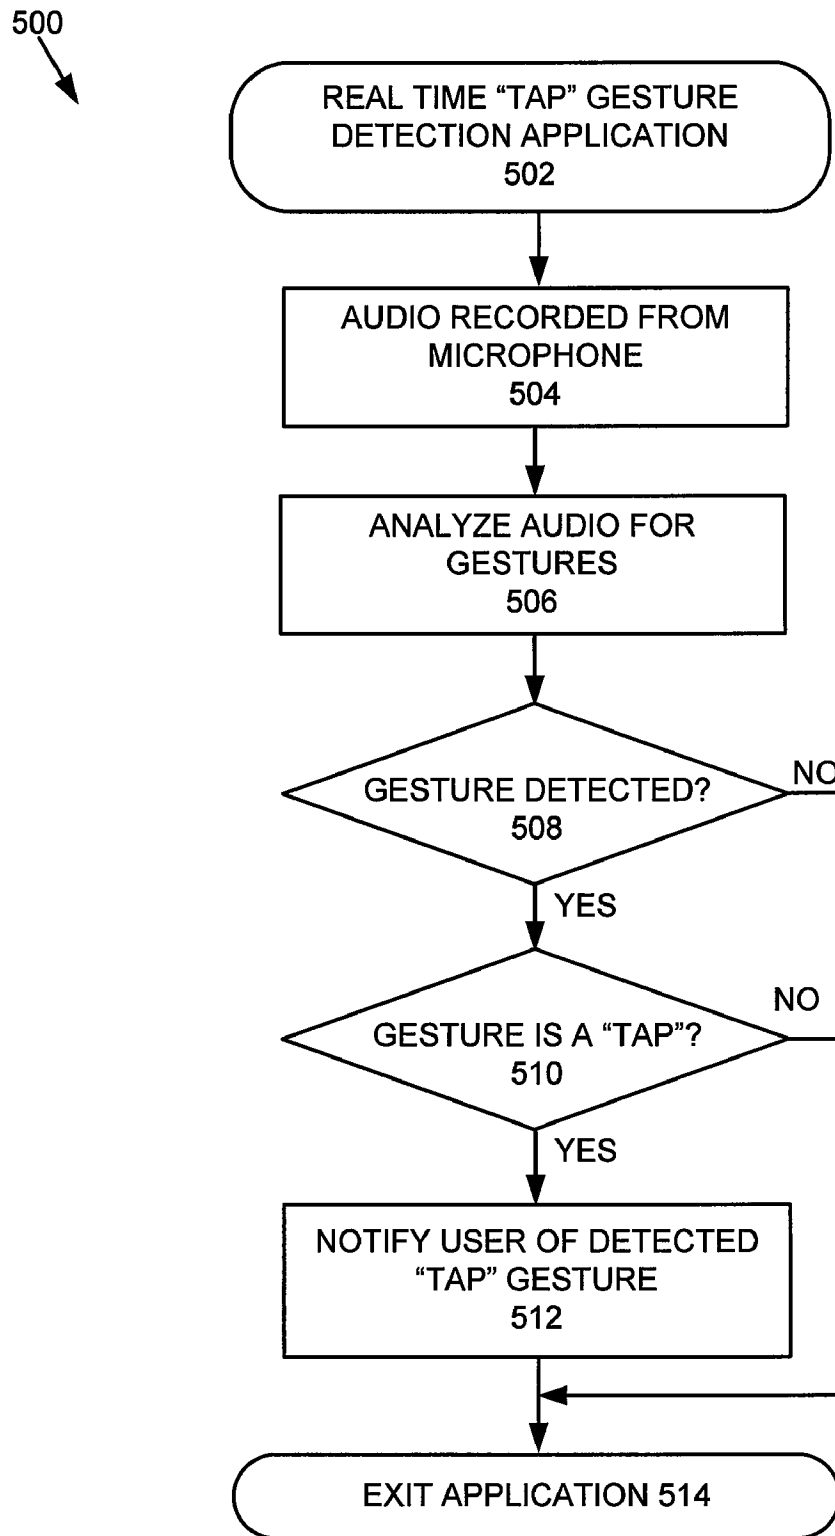 500
REAL TIME “TAP” GESTURE
DETECTION APPLICATION
502
AUDIO RECORDED FROM
MICROPHONE
504
ANALYZE AUDIO FOR
GESTURES
506
GESTURE DETECTED?
508
NO
YES
GESTURE IS A “TAP”?
510
NO
YES
NOTIFY USER OF DETECTED
“TAP” GESTURE
512
EXIT APPLICATION 514